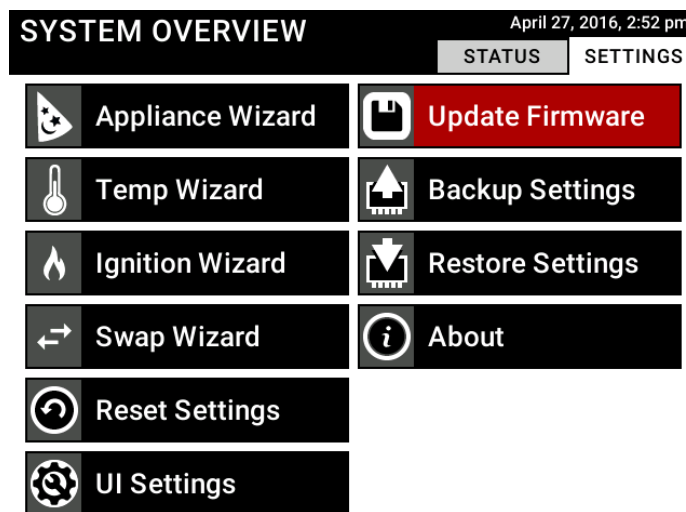 SYSTEM OVERVIEW
April 27, 2016, 2:52 pm
STATUS
SETTINGS
Appliance Wizard
Update Firmware
Temp Wizard
Backup Settings
Ignition Wizard
Restore Settings
Swap Wizard
About
Reset Settings
UI Settings